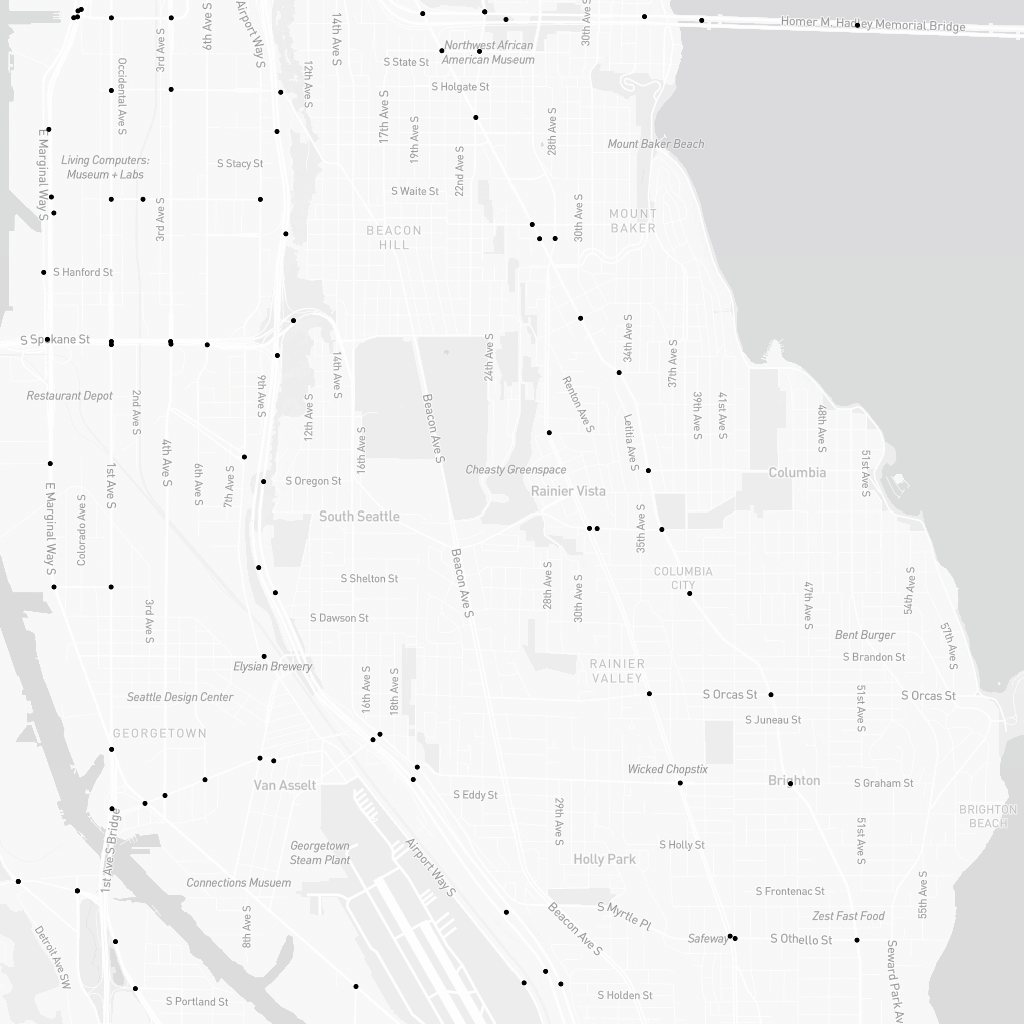 Airport Way S
6th Ave S
14th Ave S
30th Ave S
Homer M. Hadley Memorial Bridge
3rd Ave S
Northwest African
American Museum
S State St
12th Ave S
Occidental Ave S
S Holgate St
17th Ave S
19th Ave S
28th Ave S
E Marginal Way S
Mount Baker Beach
Living Computers:
Museum + Labs
S Stacy St
22nd Ave S
S Waite St
3rd Ave S
30th Ave S
MOUNT
BAKER
BEACON
HILL
S Hanford St
S Spokane St
24th Ave S
34th Ave S
37th Ave S
14th Ave S
Restaurant Depot
2nd Ave S
9th Ave S
12th Ave S
16th Ave S
Beacon Ave S
Renton Ave S
Letitia Ave S
39th Ave S
41st Ave S
48th Ave S
51st Ave S
4th Ave S
6th Ave S
7th Ave S
1st Ave S
Cheasty Greenspace
Columbia
S Oregon St
Rainier Vista
E Marginal Way S
Colorado Ave S
South Seattle
35th Ave S
Beacon Ave S
28th Ave S
30th Ave S
COLUMBIA
CITY
S Shelton St
47th Ave S
54th Ave S
3rd Ave S
S Dawson St
Bent Burger
57th Ave S
S Brandon St
Elysian Brewery
RAINIER
VALLEY
16th Ave S
18th Ave S
Seattle Design Center
S Orcas St
51st Ave S
S Orcas St
S Juneau St
GEORGETOWN
Wicked Chopstix
Van Asselt
Brighton
S Graham St
S Eddy St
29th Ave S
BRIGHTON
BEACH
1st Ave S Bridge
51st Ave S
Georgetown
Steam Plant
S Holly St
Airport Way S
Holly Park
Connections Musuem
S Frontenac St
55th Ave S
8th Ave S
S Myrtle Pl
Beacon Ave S
Zest Fast Food
Detroit Ave SW
Safeway
S Othello St
Seward Park Av
S Portland St
S Holden St